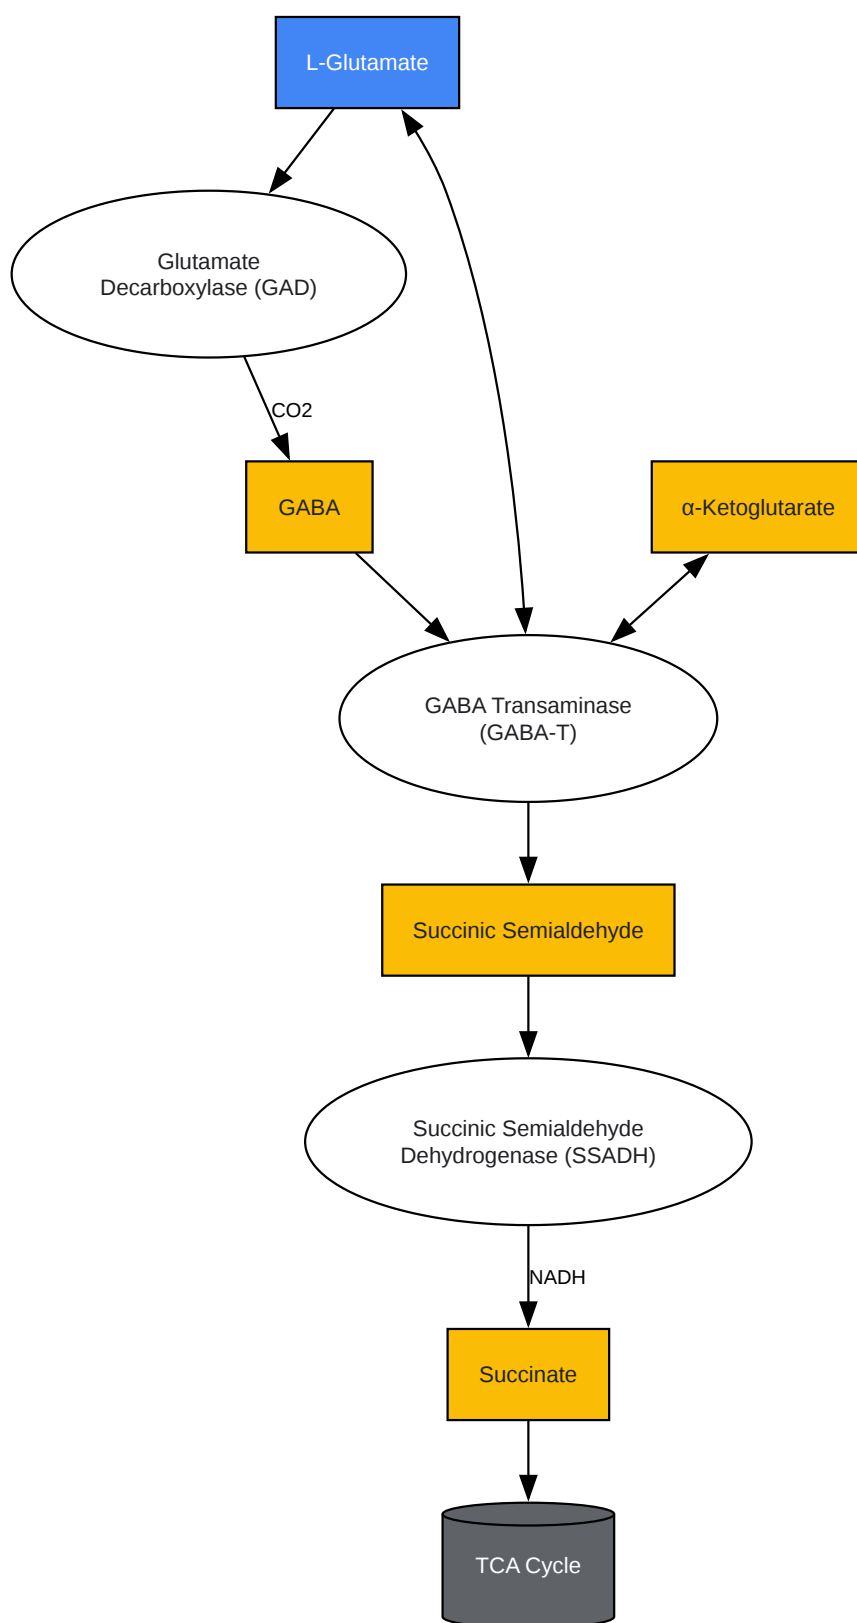 L-Glutamate
Glutamate
Decarboxylase (GAD)
CO2
GABA
α-Ketoglutarate
GABA Transaminase
(GABA-T)
Succinic Semialdehyde
Succinic Semialdehyde
Dehydrogenase (SSADH)
NADH
Succinate
TCA Cycle